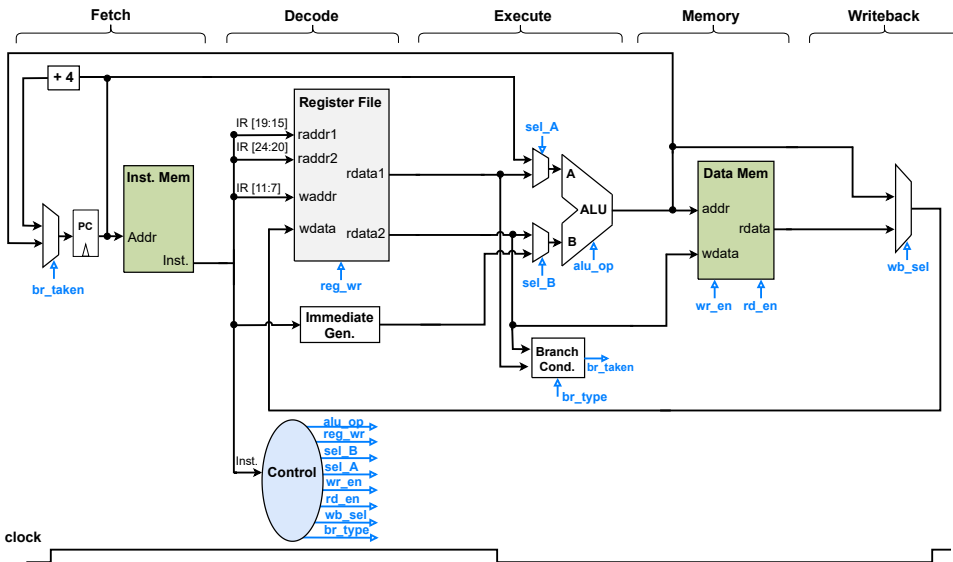 Fetch
Decode
Execute
Memory
Writeback
+ 4
Register File
IR [19:15]
raddr1
IR [24:20]
raddr2
rdata1
IR [11:7]
waddr
wdata
rdata2
reg_wr
Inst. Mem
Addr
Inst.
PC
br_taken
sel_A
A
ALU
B
sel_B
alu_op
Data Mem
addr
rdata
wdata
wr_en
rd_en
wb_sel
Immediate
Gen.
Branch
Cond.
br_taken
br_type
Inst.
Control
alu_op
reg_wr
sel_B
sel_A
wr_en
rd_en
wb_sel
br_type
clock